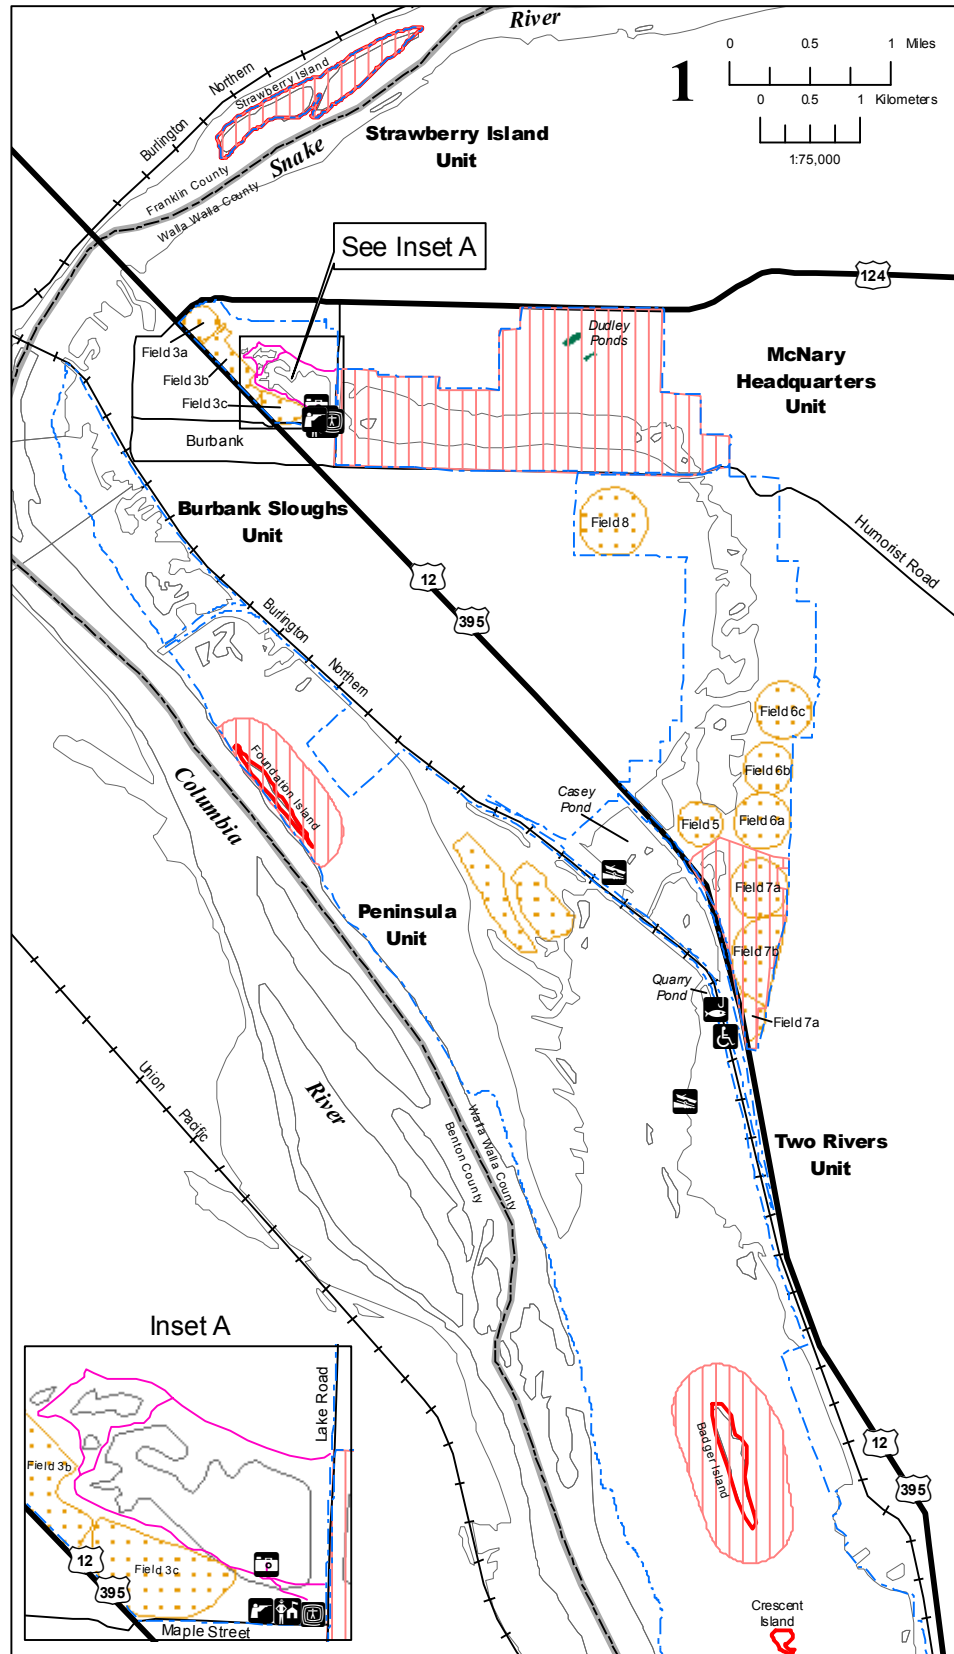 River
1
0 0.5 1 Miles
0 0.5 1 Kilometers
1:75,000
Northern
Burlington
Strawberry Island
Strawberry Island
Unit
Snake
Franklin County
Walla Walla County
See Inset A
124
Dudley
Ponds
McNary
Headquarters
Unit
Field 3a
Field 3b
Field 3c
Burbank
Burbank Sloughs
Unit
Field 8
Humorist Road
12
395
Burlington
Northern
Field 6c
Field 6b
Field 6a
Field 5
Casey
Pond
Foundation Island
Columbia
Field 7a
Peninsula
Unit
Field 7b
Quarry
Pond
Field 7a
Union
Pacific
River
Walla Walla County
Benton County
Two Rivers
Unit
Badger Island
12
395
Crescent
Island
Inset A
Lake Road
Field 3b
12
395
Field 3c
Maple Street